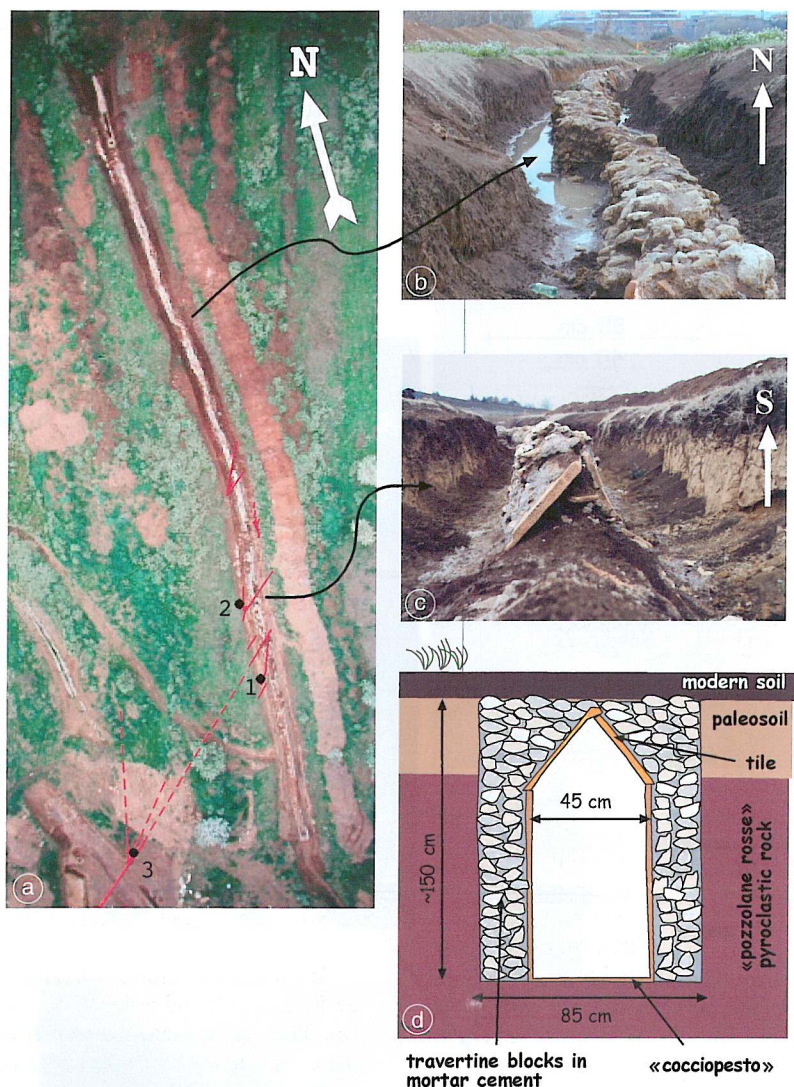 N
2
1
3
a
N
b
S
c
modern soil
paleosoil
tile
45 cm
~150 cm
«pozzolane rosse»
pyroclastic rock
d
85 cm
travertine blocks in
mortar cement
«cocciopesto»